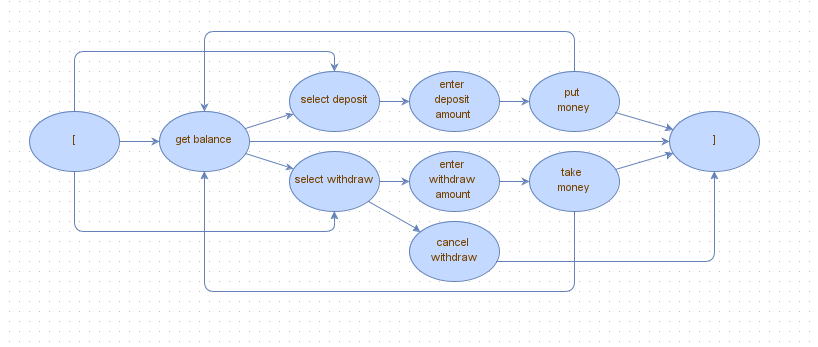 [
get balance
select deposit
enter
deposit
amount
put
money
select withdraw
enter
withdraw
amount
take
money
cancel
withdraw
]